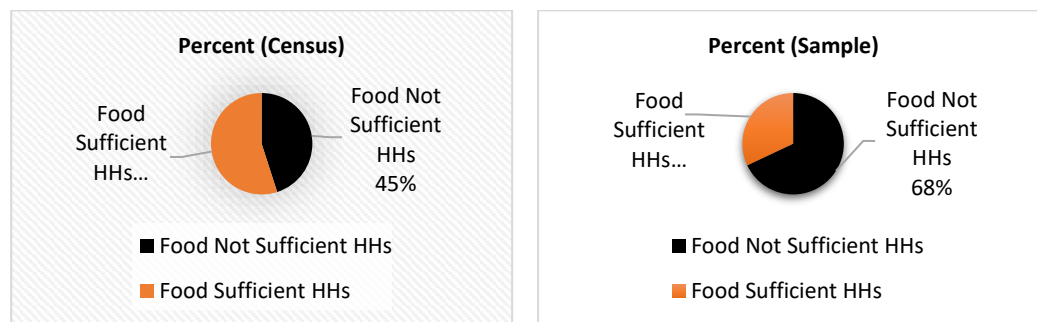 Percent (Census)
Food
Sufficient
HHs...
Food Not
Sufficient
HHs
45%
Food Not Sufficient HHs
Food Sufficient HHs
Percent (Sample)
Food
Sufficient
HHs...
Food Not
Sufficient
HHs
68%
Food Not Sufficient HHs
Food Sufficient HHs